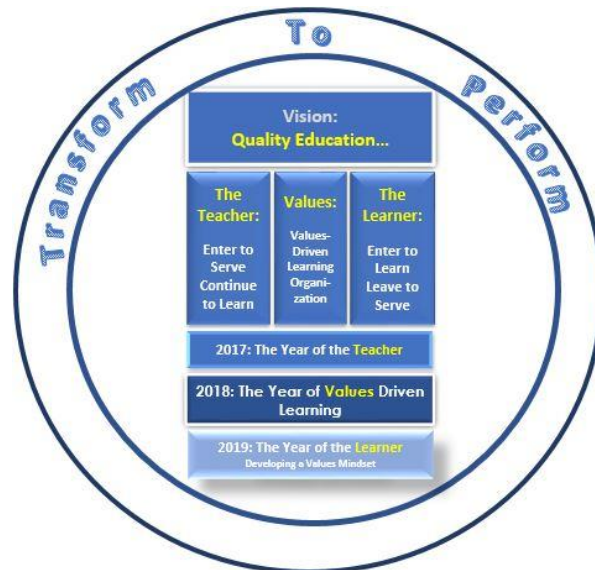 Transform To Perform
Vision:
Quality Education...
The
Teacher:
Enter to
Serve
Continue
to Learn
Values:
Values-
Driven
Learning
Organi-
zation
The
Learner:
Enter to
Learn
Leave to
Serve
2017: The Year of the Teacher
2018: The Year of Values Driven
Learning
2019: The Year of the Learner
Developing a Values Mindset